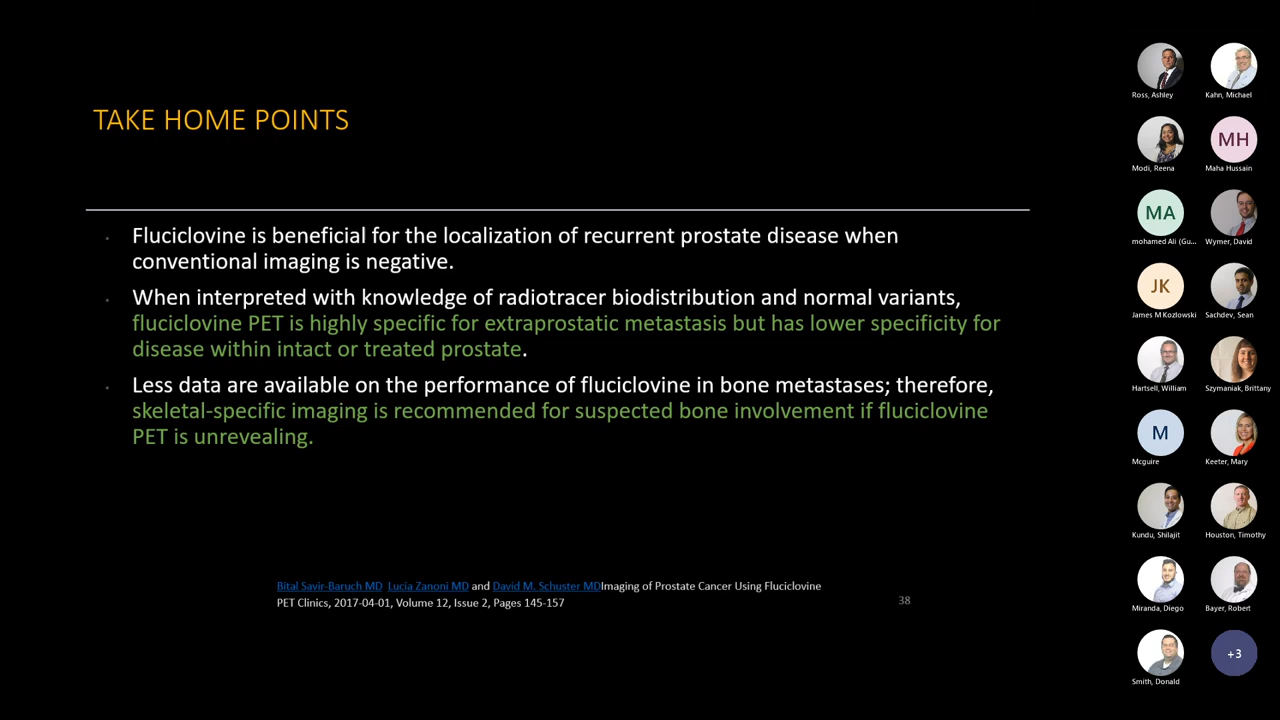 TAKE HOME POINTS
Fluciclovine is beneficial for the localization of recurrent prostate disease when
conventional imaging is negative.
When interpreted with knowledge of radiotracer biodistribution and normal variants,
fluciclovine PET is highly specific for extraprostatic metastasis but has lower specificity for
disease within intact or treated prostate.
Less data are available on the performance of fluciclovine in bone metastases; therefore,
skeletal-specific imaging is recommended for suspected bone involvement if fluciclovine
PET is unrevealing.
Bital Savir-Baruch MD Lucia Zanoni MD and David M. Schuster MDImaging of Prostate Cancer Using Fluciclovine
PET Clinics, 2017-04-01, Volume 12, Issue 2, Pages 145-157
38
Ross, Ashley
Kahn, Michael
MH
Modi, Reena
Maha Hussain
MA
mohamed Ali (Gu...
Wymer, David
JK
James M Kozlowski
Sachdev, Sean
Hartsell, William
Szymaniak, Brittany
M
Mcguire
Keeter, Mary
Kundu, Shilajit
Houston, Timothy
Miranda, Diego
Bayer, Robert
Smith, Donald
+3